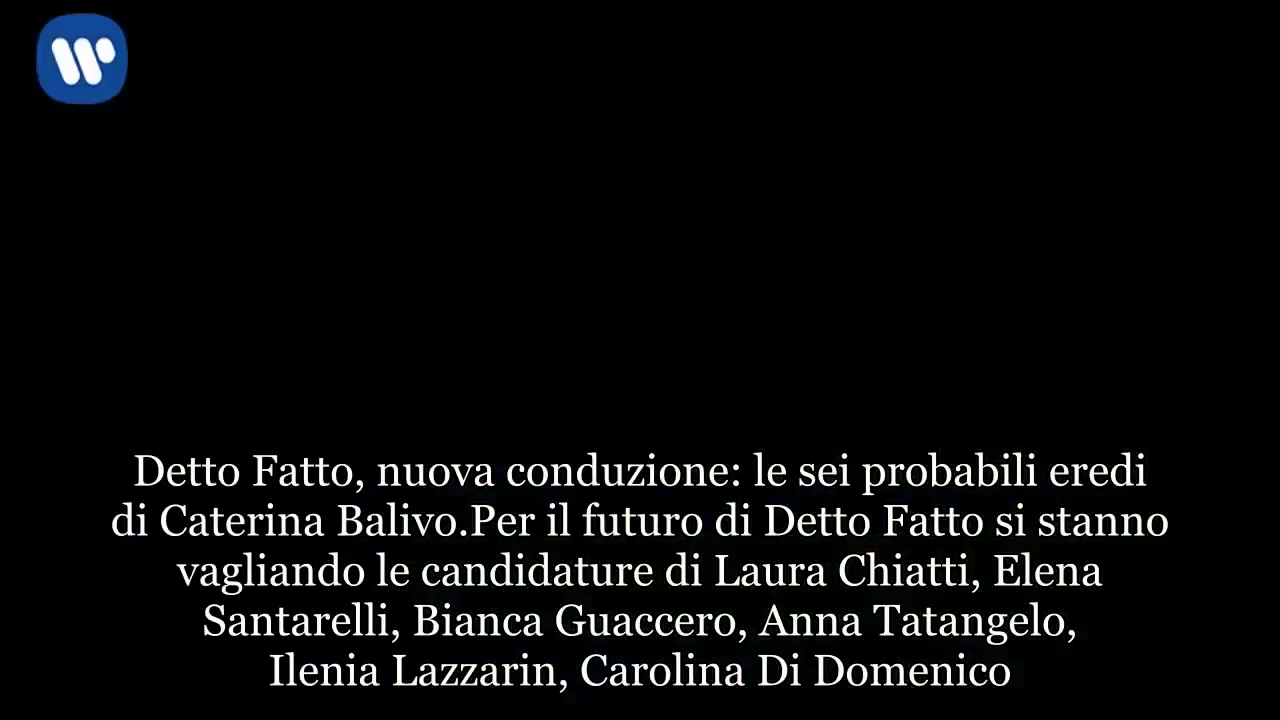 Detto Fatto, nuova conduzione: le sei probabili eredi
di Caterina Balivo.Per il futuro di Detto Fatto si stanno
vagliando le candidature di Laura Chiatti, Elena
Santarelli, Bianca Guaccero, Anna Tatangelo,
Ilenia Lazzarin, Carolina Di Domenico